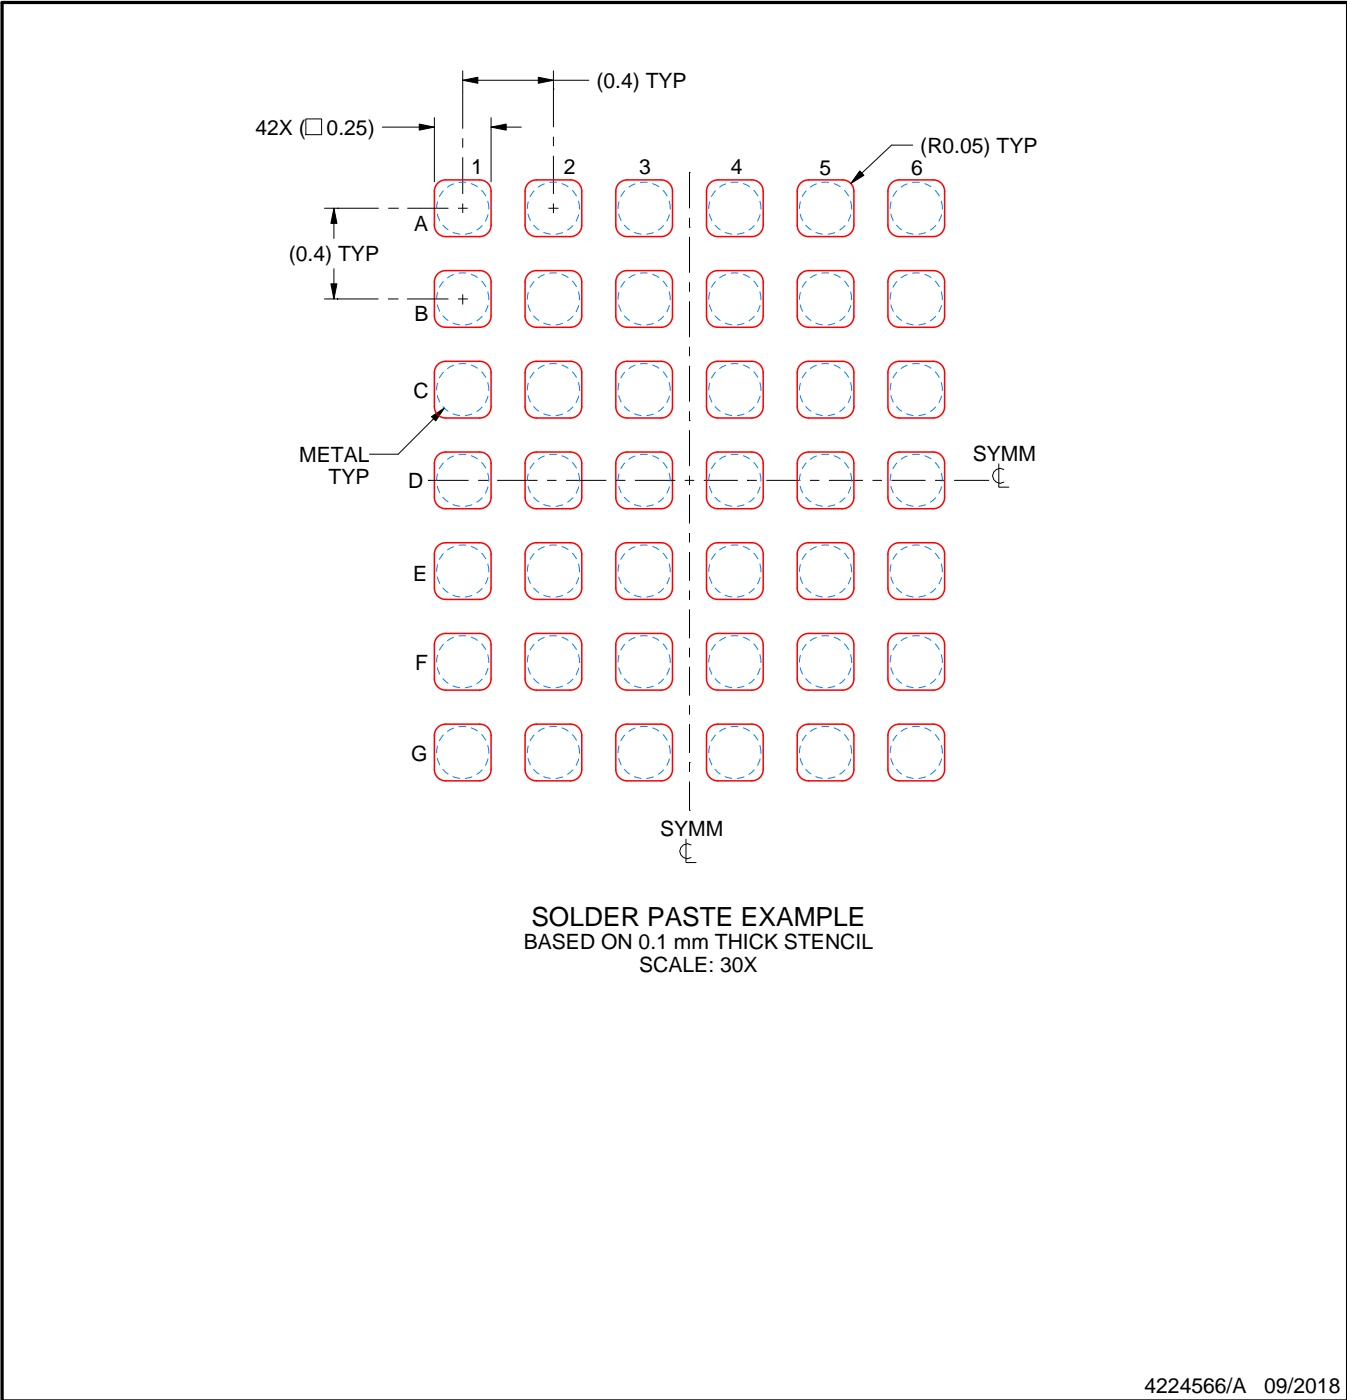 (0.4) TYP
42X (□ 0.25)
(R0.05) TYP
1 2 3 4 5 6
A
(0.4) TYP
B
C
METAL
TYP
D
SYMM
℄
E
F
G
SYMM
℄
SOLDER PASTE EXAMPLE
BASED ON 0.1 mm THICK STENCIL
SCALE: 30X
4224566/A 09/2018